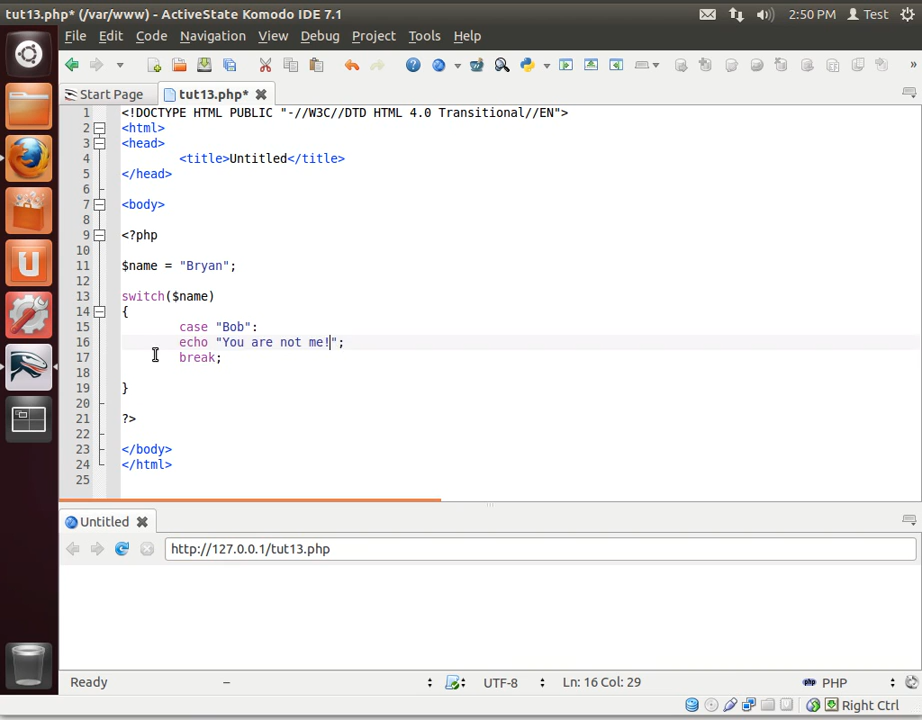 tut13.php* (/var/www) - ActiveState Komodo IDE 7.1
2:50 PM
Test
File Edit Code Navigation View Debug Project Tools Help
Start Page
tut13.php*
1 <!DOCTYPE HTML PUBLIC "-//W3C//DTD HTML 4.0 Transitional//EN">
2 <html>
3 <head>
4 <title>Untitled</title>
5 </head>
6
7 <body>
8
9 <?php
10
11 $name = "Bryan";
12
13 switch($name)
14 {
15 case "Bob":
16 echo "You are not me!";
17 break;
18
19 }
20
21 ?>
22
23 </body>
24 </html>
25
Untitled
http://127.0.0.1/tut13.php
Ready
UTF-8
Ln: 16 Col: 29
PHP
Right Ctrl